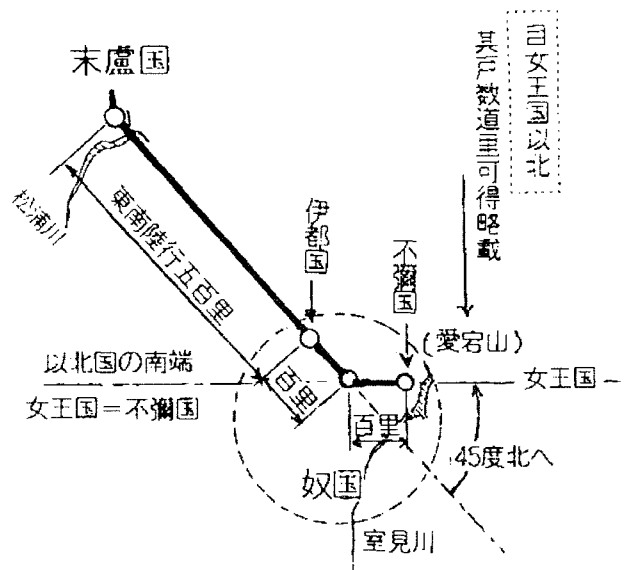 自女王国以北
其戸数道里可得略載
末盧国
松浦川
東南陸行五百里
伊都国
不彌国
(愛宕山)
以北国の南端
女王国＝不彌国
百里
百里
女王国
45度北へ
奴国
室見川